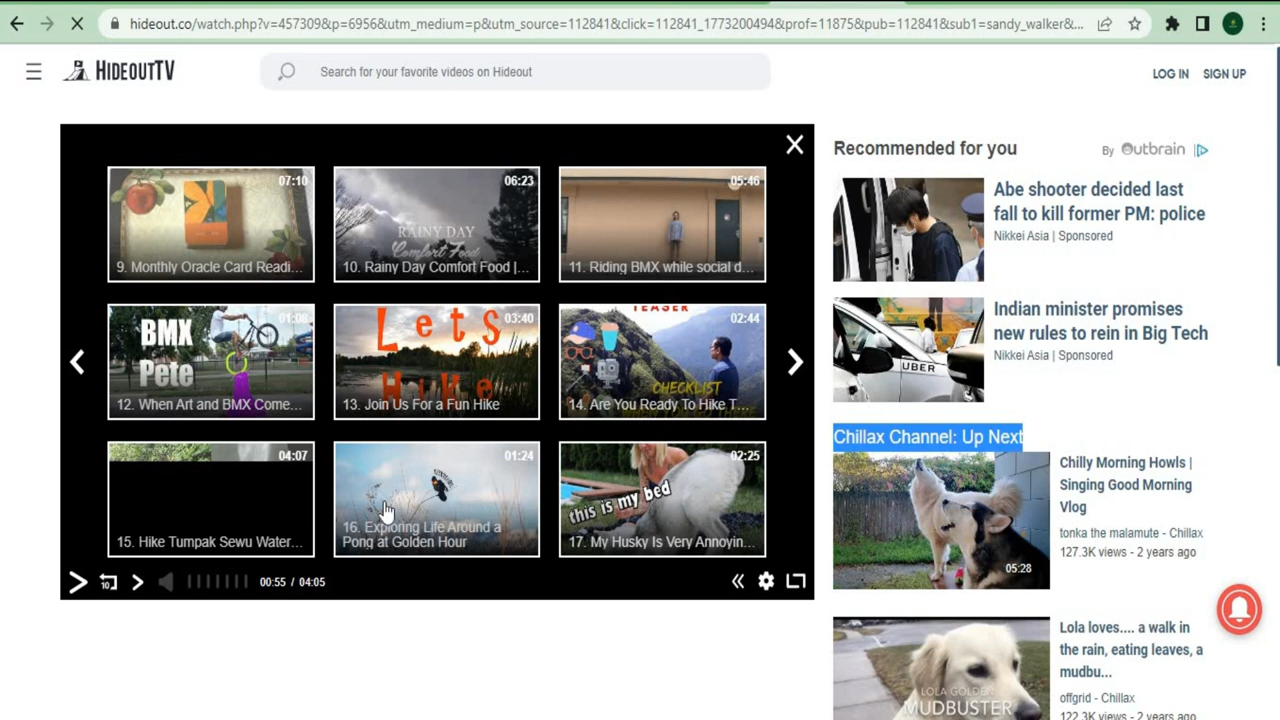 hideout.co/watch.php?v=457309&p=6956&utm_medium=p&utm_source=112841&click=112841_1773200494&prof=11875&pub=112841&sub1=sandy_walker&...
HIDEOUTTV
Search for your favorite videos on Hideout
LOG IN
SIGN UP
07:10
9. Monthly Oracle Card Readi...
06:23
RAINY DAY
Comfort Food
10. Rainy Day Comfort Food |...
05:46
11. Riding BMX while social d...
01:08
BMX
Pete
12. When Art and BMX Come...
03:40
Lets
Hike
13. Join Us For a Fun Hike
02:44
TEASER
CHECKLIST
14. Are You Ready To Hike T...
04:07
15. Hike Tumpak Sewu Water...
01:24
16. Exploring Life Around a
Pong at Golden Hour
02:25
this is my bed
17. My Husky Is Very Annoyin...
10
00:55 / 04:05
Recommended for you
By Outbrain
Abe shooter decided last
fall to kill former PM: police
Nikkei Asia | Sponsored
UBER
Indian minister promises
new rules to rein in Big Tech
Nikkei Asia | Sponsored
Chillax Channel: Up Next
05:28
Chilly Morning Howls |
Singing Good Morning
Vlog
tonka the malamute - Chillax
127.3K views - 2 years ago
LOLA GOLDEN
MUDBUSTER
Lola loves.... a walk in
the rain, eating leaves, a
mudbu...
offgrid - Chillax
122.3K views - 2 years ago